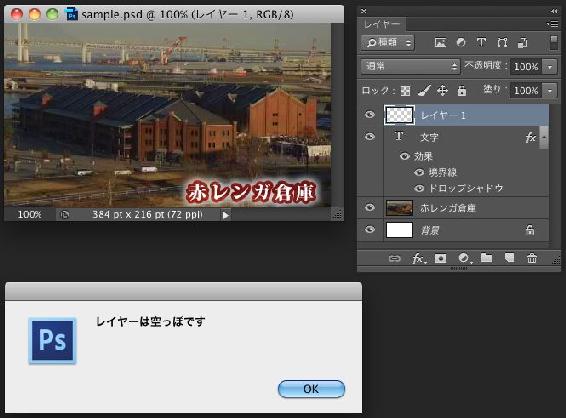 sample.psd @ 100% (レイヤー 1, RGB/8)
赤レンガ倉庫
100%
384 pt x 216 pt (72 ppi)
レイヤー
種類
T
通常
不透明度: 100%
ロック:
塗り: 100%
レイヤー 1
T 文字 fx
効果
境界線
ドロップシャドウ
赤レンガ倉庫
背景
fx
Ps
レイヤーは空っぽです
OK